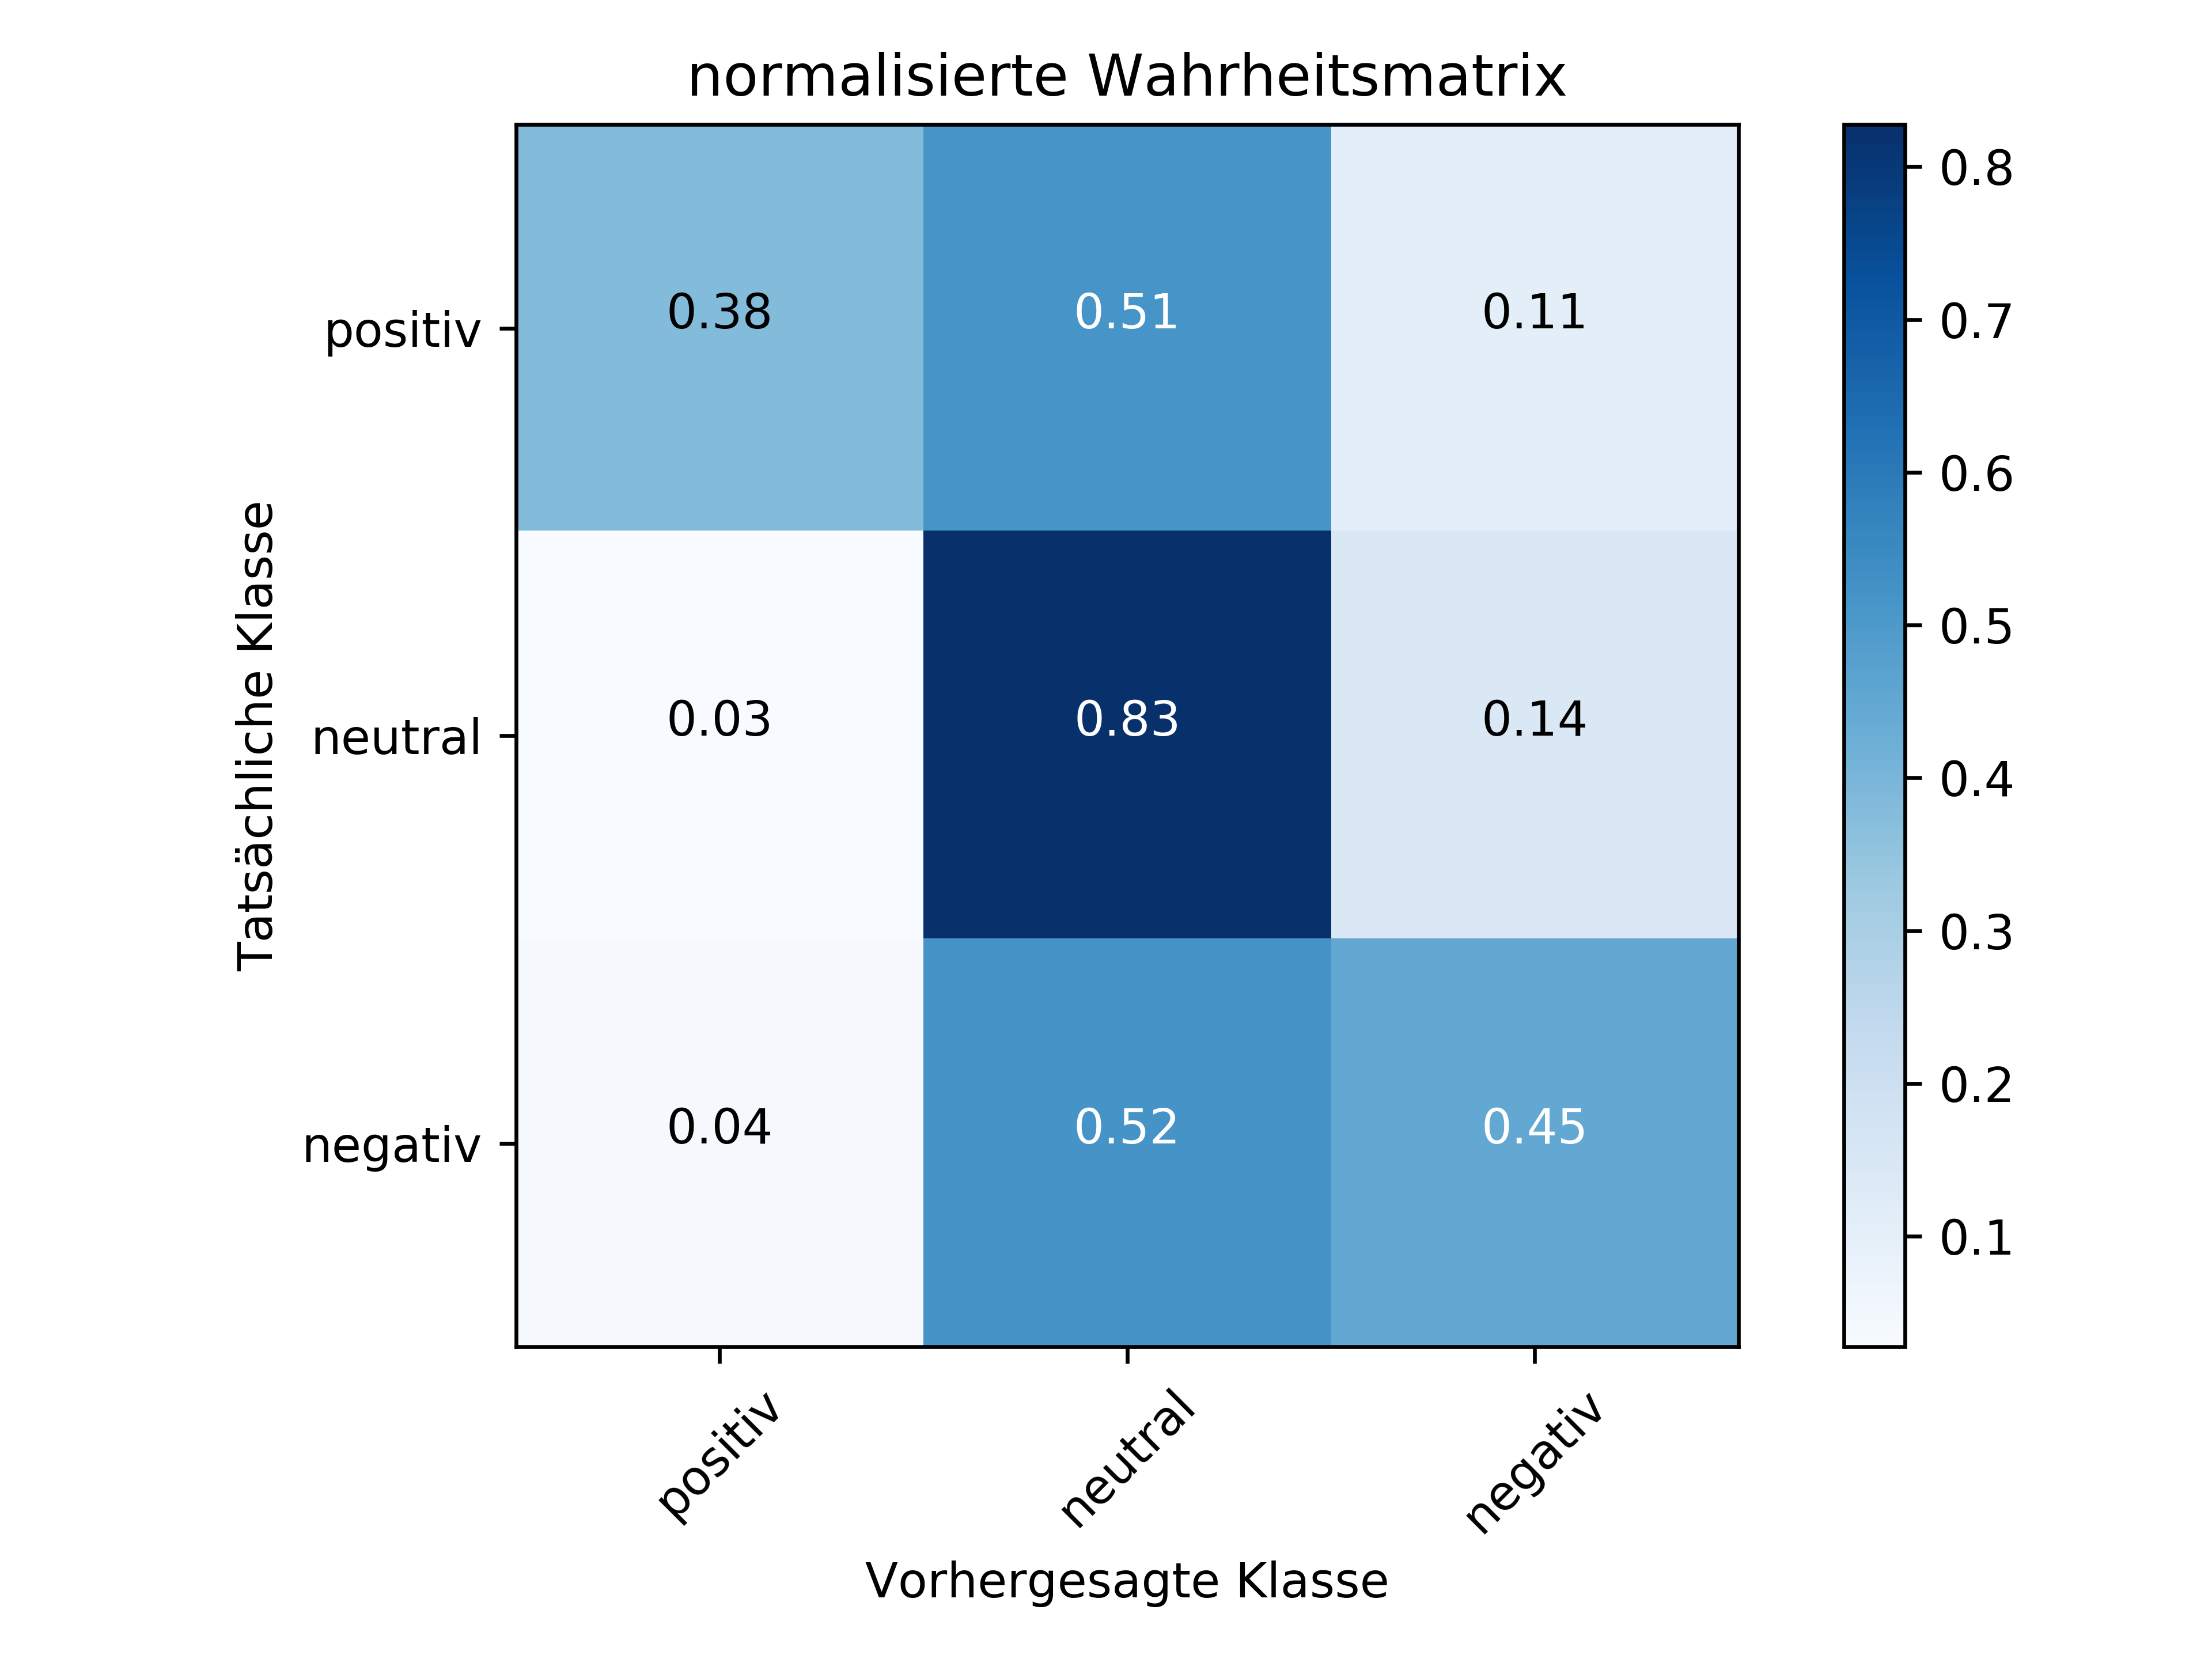 normalisierte Wahrheitsmatrix
Tatsächliche Klasse
positiv
0.38 0.51 0.11
neutral
0.03 0.83 0.14
negativ
0.04 0.52 0.45
positiv
neutral
negativ
Vorhergesagte Klasse
0.8
0.7
0.6
0.5
0.4
0.3
0.2
0.1